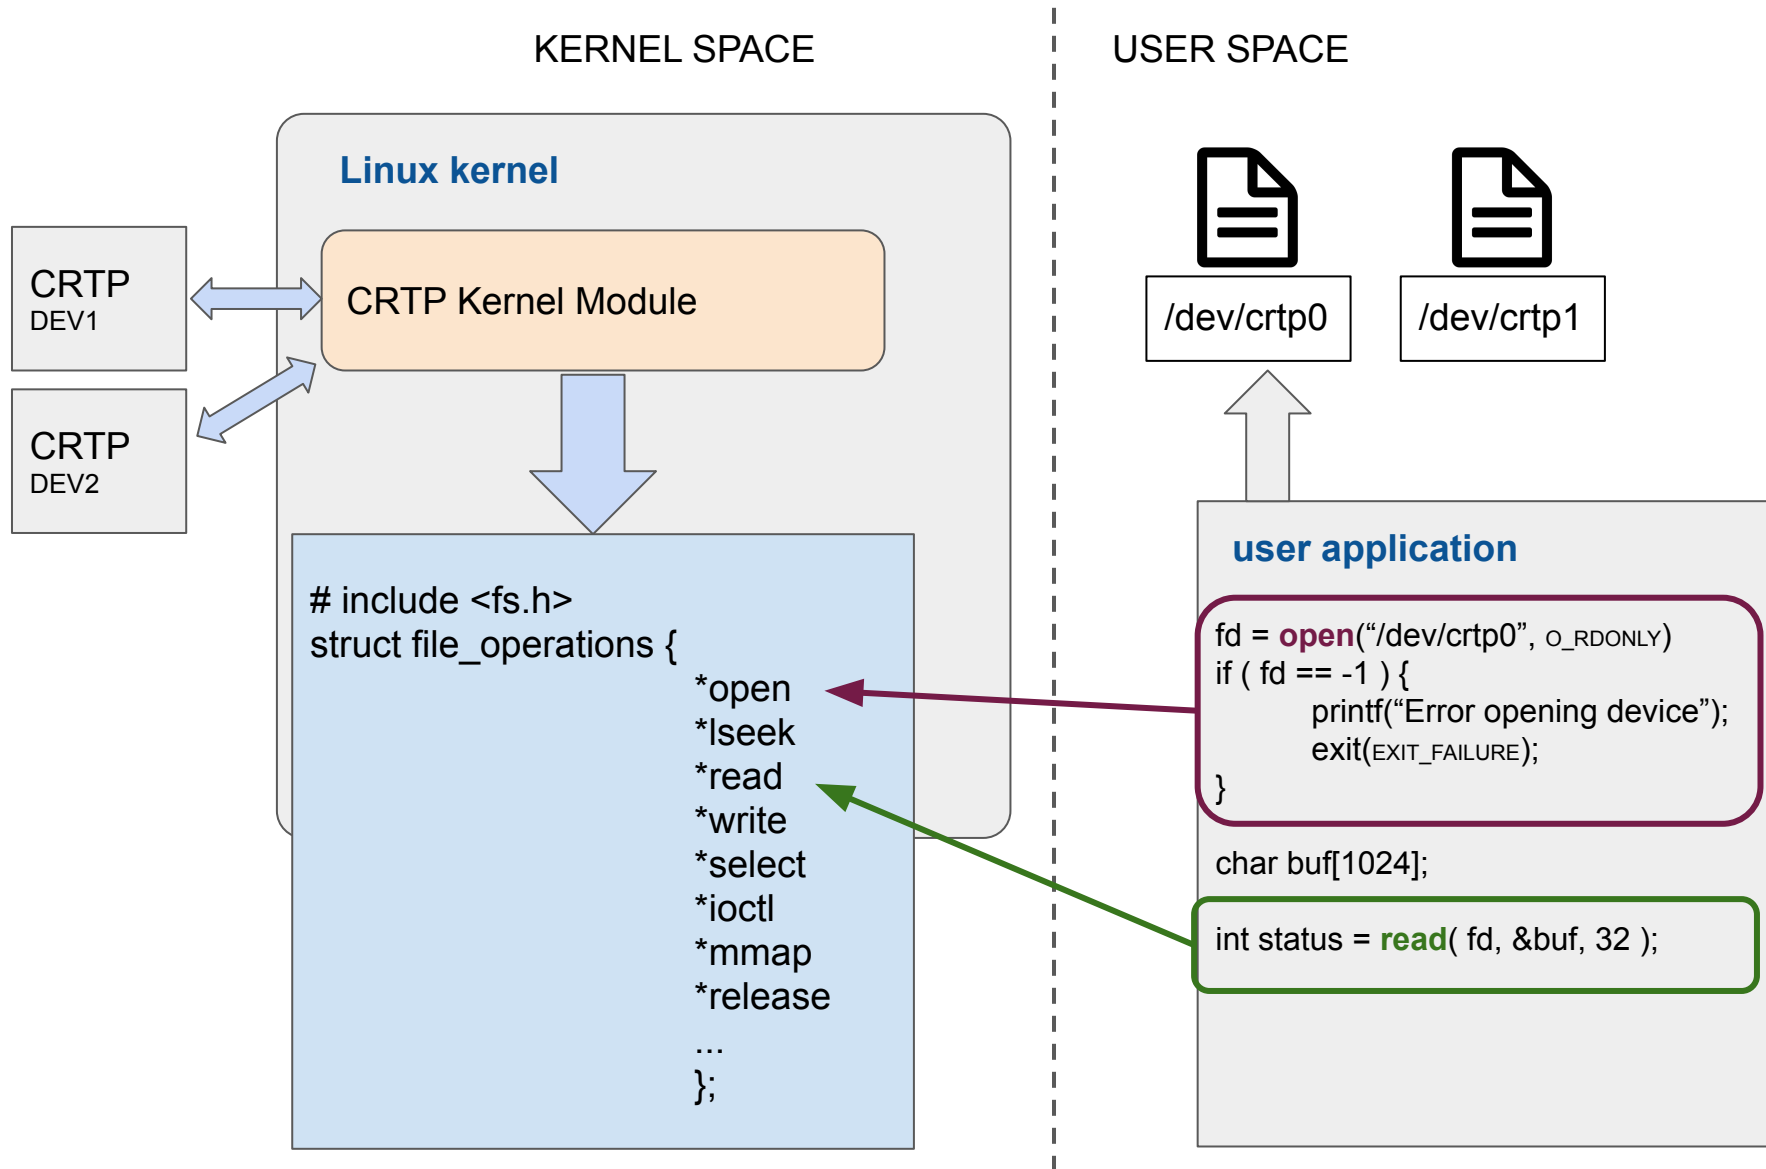 KERNEL SPACE
USER SPACE
Linux kernel
CRTP
DEV1
CRTP Kernel Module
CRTP
DEV2
# include <fs.h>
struct file_operations {
*open
*lseek
*read
*write
*select
*ioctl
*mmap
*release
...
};
/dev/crtp0
/dev/crtp1
user application
fd = open(“/dev/crtp0”, O_RDONLY)
if ( fd == -1 ) {
printf(“Error opening device”);
exit(EXIT_FAILURE);
}
char buf[1024];
int status = read( fd, &buf, 32 );